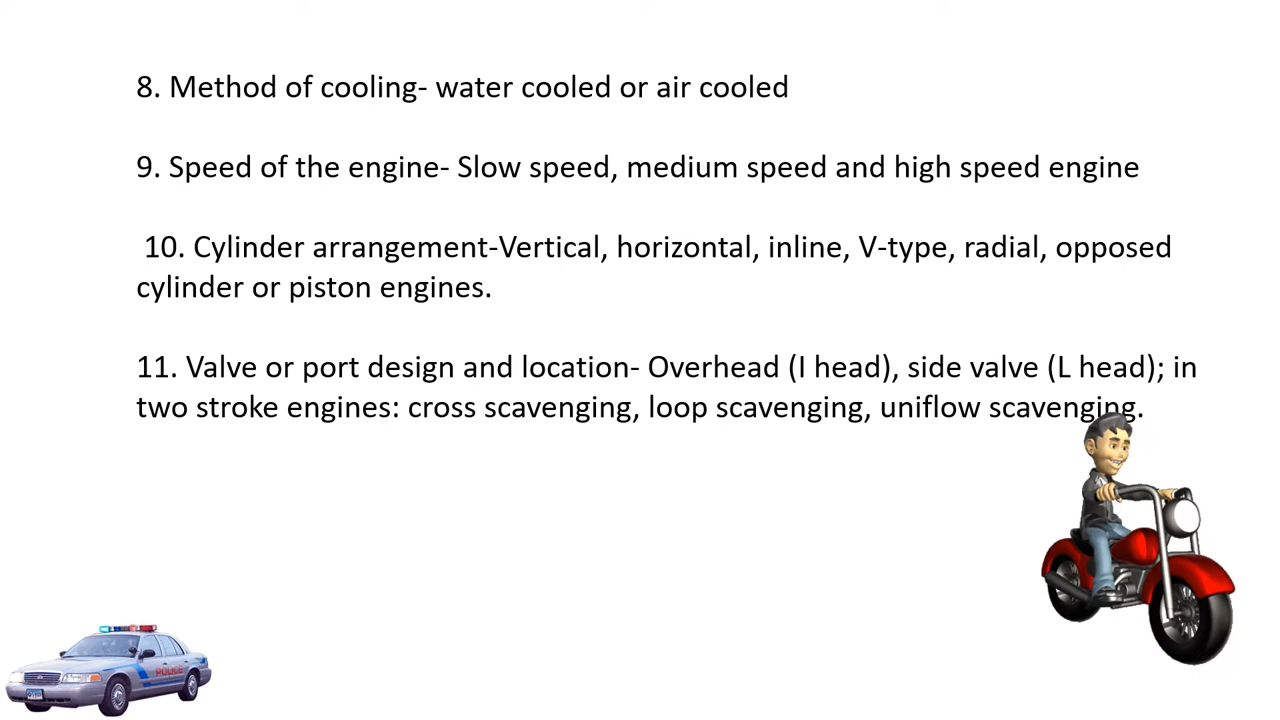 8. Method of cooling- water cooled or air cooled
9. Speed of the engine- Slow speed, medium speed and high speed engine
10. Cylinder arrangement-Vertical, horizontal, inline, V-type, radial, opposed
cylinder or piston engines.
11. Valve or port design and location- Overhead (I head), side valve (L head); in
two stroke engines: cross scavenging, loop scavenging, uniflow scavenging.
POLICE